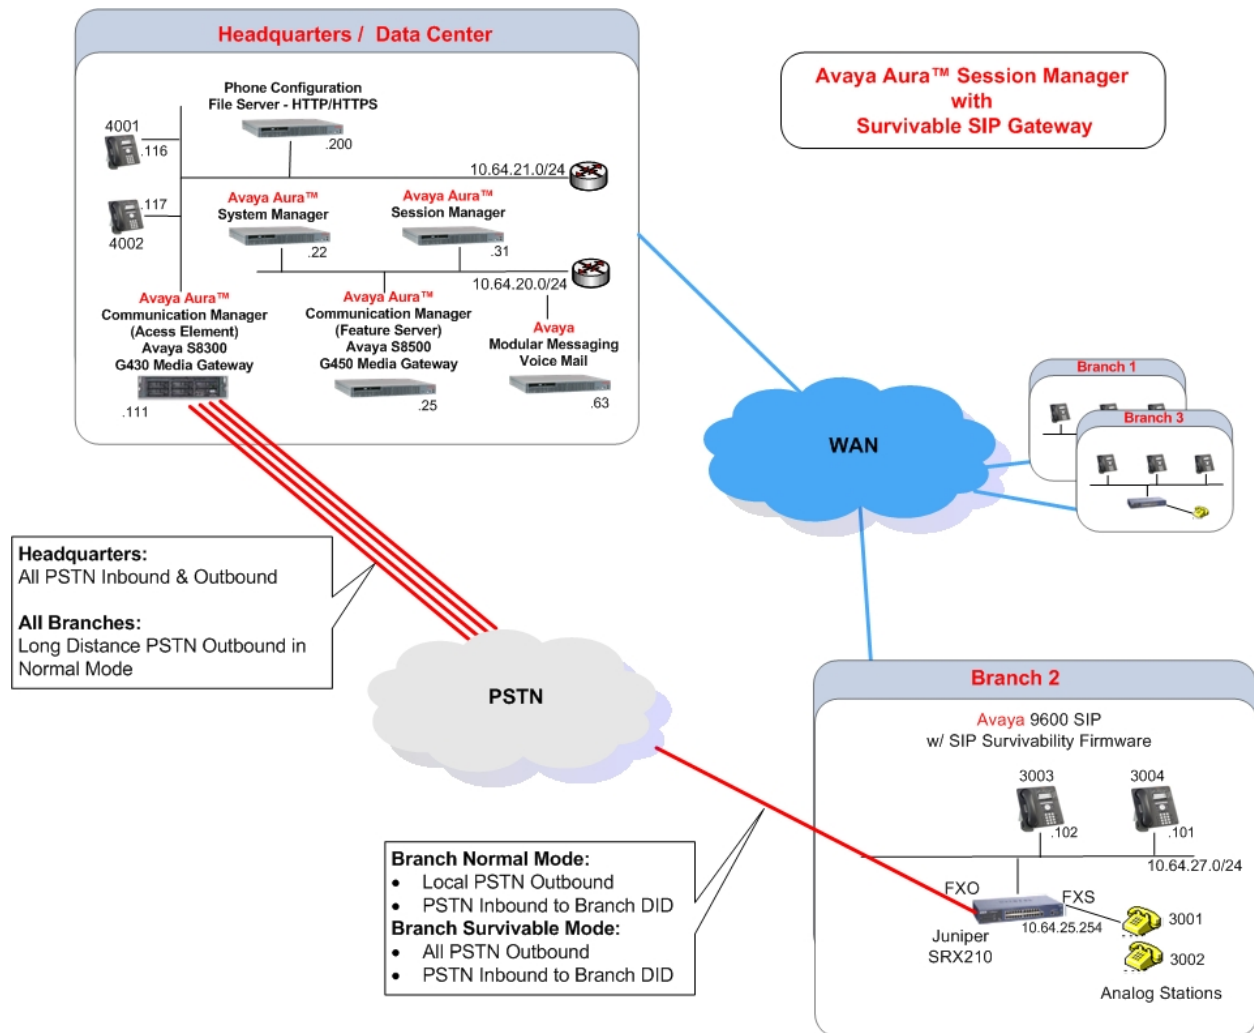 Headquarters / Data Center
Phone Configuration
File Server - HTTP/HTTPS
4001
.116
.200
10.64.21.0/24
.117
4002
Avaya Aura™
System Manager
.22
Avaya Aura™
Session Manager
.31
10.64.20.0/24
Avaya Aura™
Communication Manager
(Acess Element)
Avaya S8300
G430 Media Gateway
.111
Avaya Aura™
Communication Manager
(Feature Server)
Avaya S8500
G450 Media Gateway
.25
Avaya
Modular Messaging
Voice Mail
.63
Avaya Aura™ Session Manager
with
Survivable SIP Gateway
WAN
Branch 1
Branch 3
Headquarters:
All PSTN Inbound & Outbound
All Branches:
Long Distance PSTN Outbound in
Normal Mode
PSTN
Branch Normal Mode:
• Local PSTN Outbound
• PSTN Inbound to Branch DID
Branch Survivable Mode:
• All PSTN Outbound
• PSTN Inbound to Branch DID
Branch 2
Avaya 9600 SIP
w/ SIP Survivability Firmware
3003
.102
3004
.101
10.64.27.0/24
FXO
FXS
10.64.25.254
Juniper
SRX210
3001
3002
Analog Stations